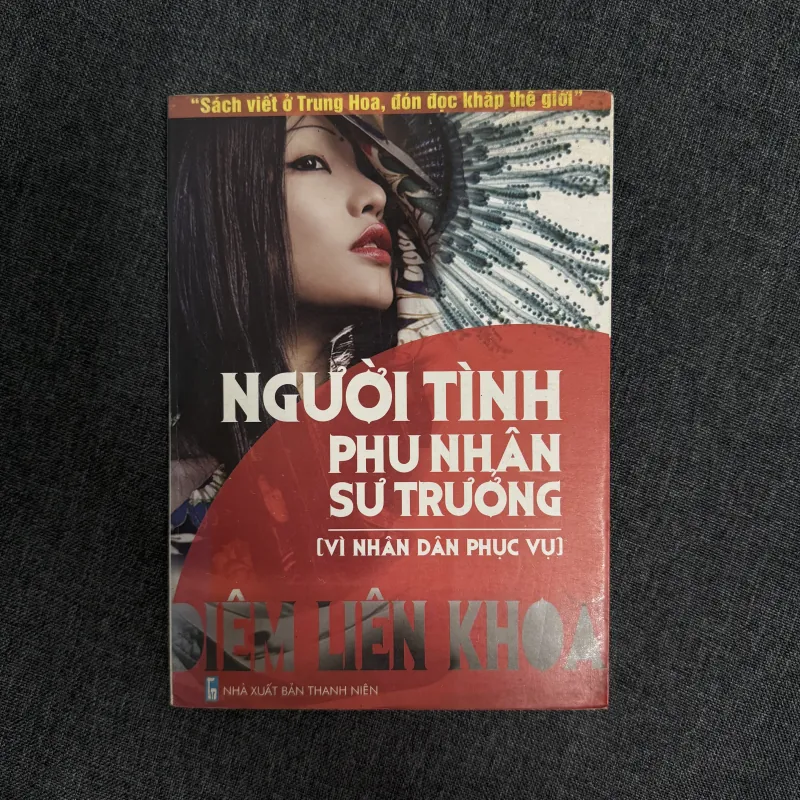 "Sách viết ở Trung Hoa, đón đọc khắp thế giới"
NGƯỜI TÌNH
PHU NHÂN
SƯ TRƯỞNG
[VÌ NHÂN DÂN PHỤC VỤ]
DIÊM LIÊN KHOA
NHÀ XUẤT BẢN THANH NIÊN